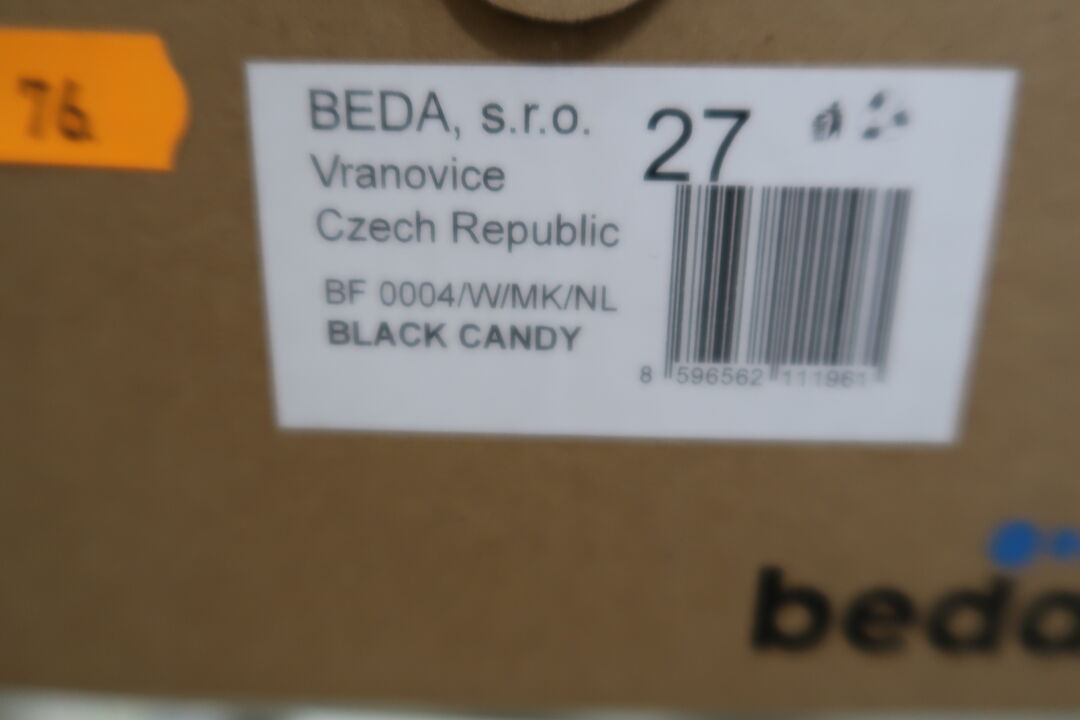 76
BEDA, s.r.o.
27
Vranovice
Czech Republic
BF 0004/W/MK/NL
BLACK CANDY
8 596562 111961
beda